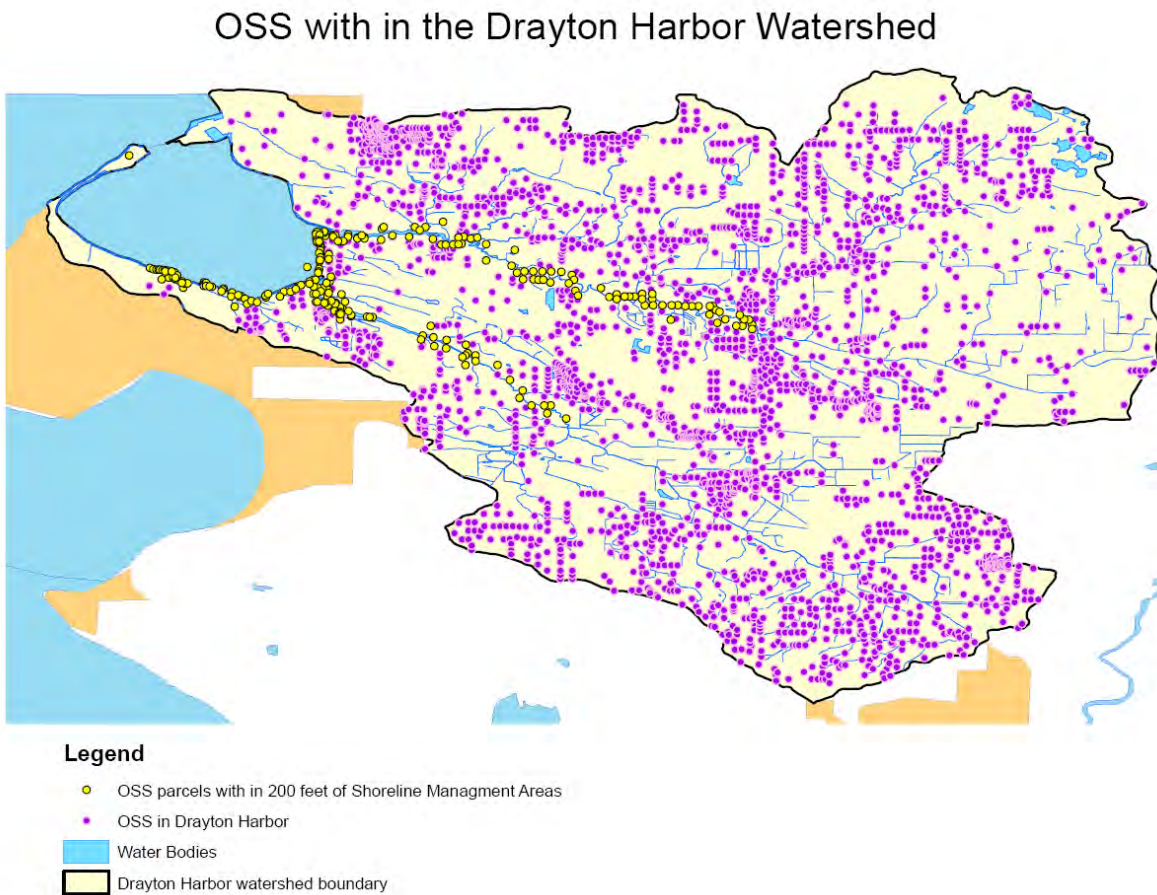 OSS with in the Drayton Harbor Watershed
Legend
OSS parcels with in 200 feet of Shoreline Managment Areas
OSS in Drayton Harbor
Water Bodies
Drayton Harbor watershed boundary